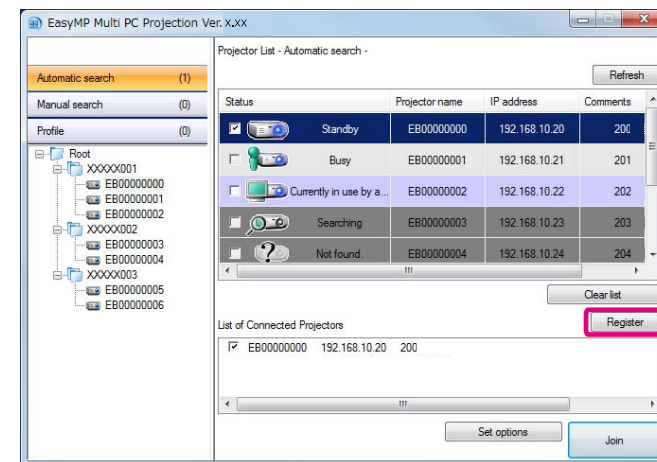 EasyMP Multi PC Projection Ver. x.xx
Projector List - Automatic search -
Automatic search (1)
Refresh
Manual search (0)
Profile (0)
Status Projector name IP address Comments
Standby EB00000000 192.168.10.20 200
Busy EB00000001 192.168.10.21 201
Currently in use by a... EB00000002 192.168.10.22 202
Searching EB00000003 192.168.10.23 203
Not found. EB00000004 192.168.10.24 204
Root
XXXXX001
EB00000000
EB00000001
EB00000002
XXXXX002
EB00000003
EB00000004
XXXXX003
EB00000005
EB00000006
Clear list
List of Connected Projectors
Register
EB00000000 192.168.10.20 200
Set options
Join